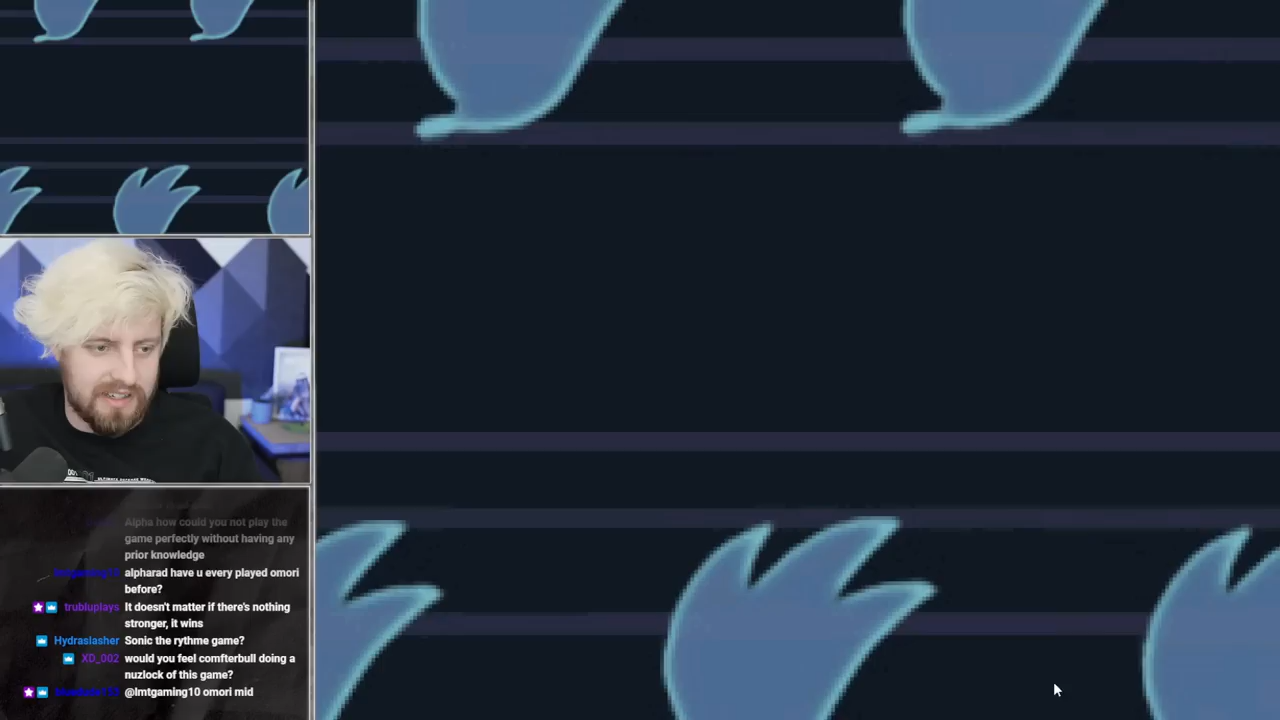 Alpha how could you not play the
game perfectly without having any
prior knowledge
alpharad have u every played omori
before?
trubluplays It doesn't matter if there's nothing
stronger, it wins
Hydraslasher Sonic the rythme game?
XD_002 would you feel comfterbull doing a
nuzlock of this game?
@lmtgaming10 omori mid